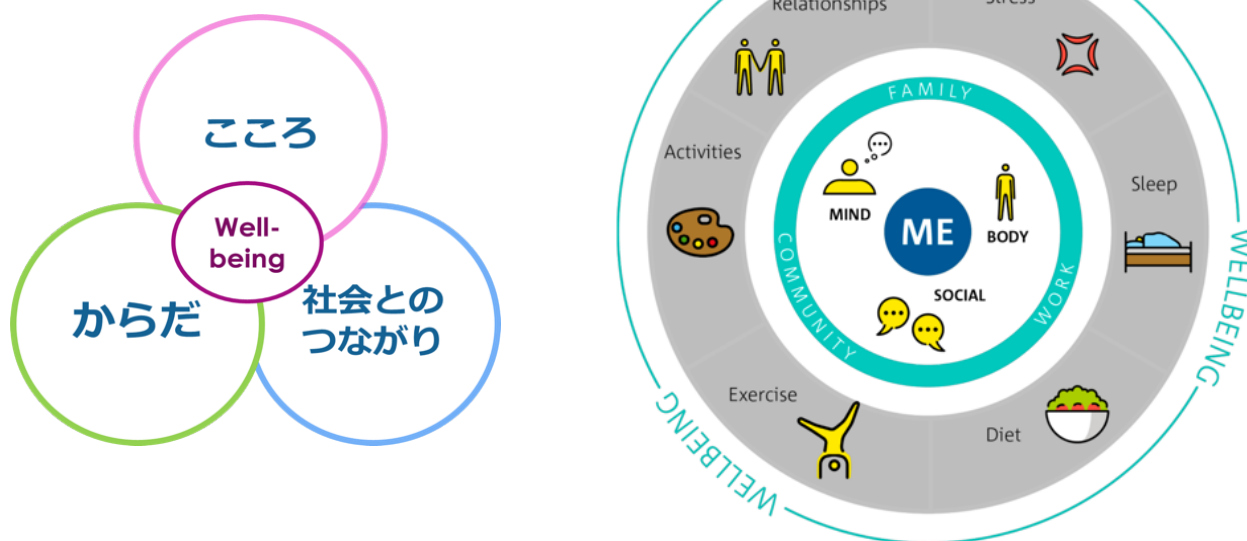 こころ
Well-
being
からだ
社会との
つながり
Relationships
Stress
Activities
Sleep
Exercise
Diet
FAMILY
COMMUNITY
WORK
MIND
ME
BODY
SOCIAL
WELLBEING
WELLBEING